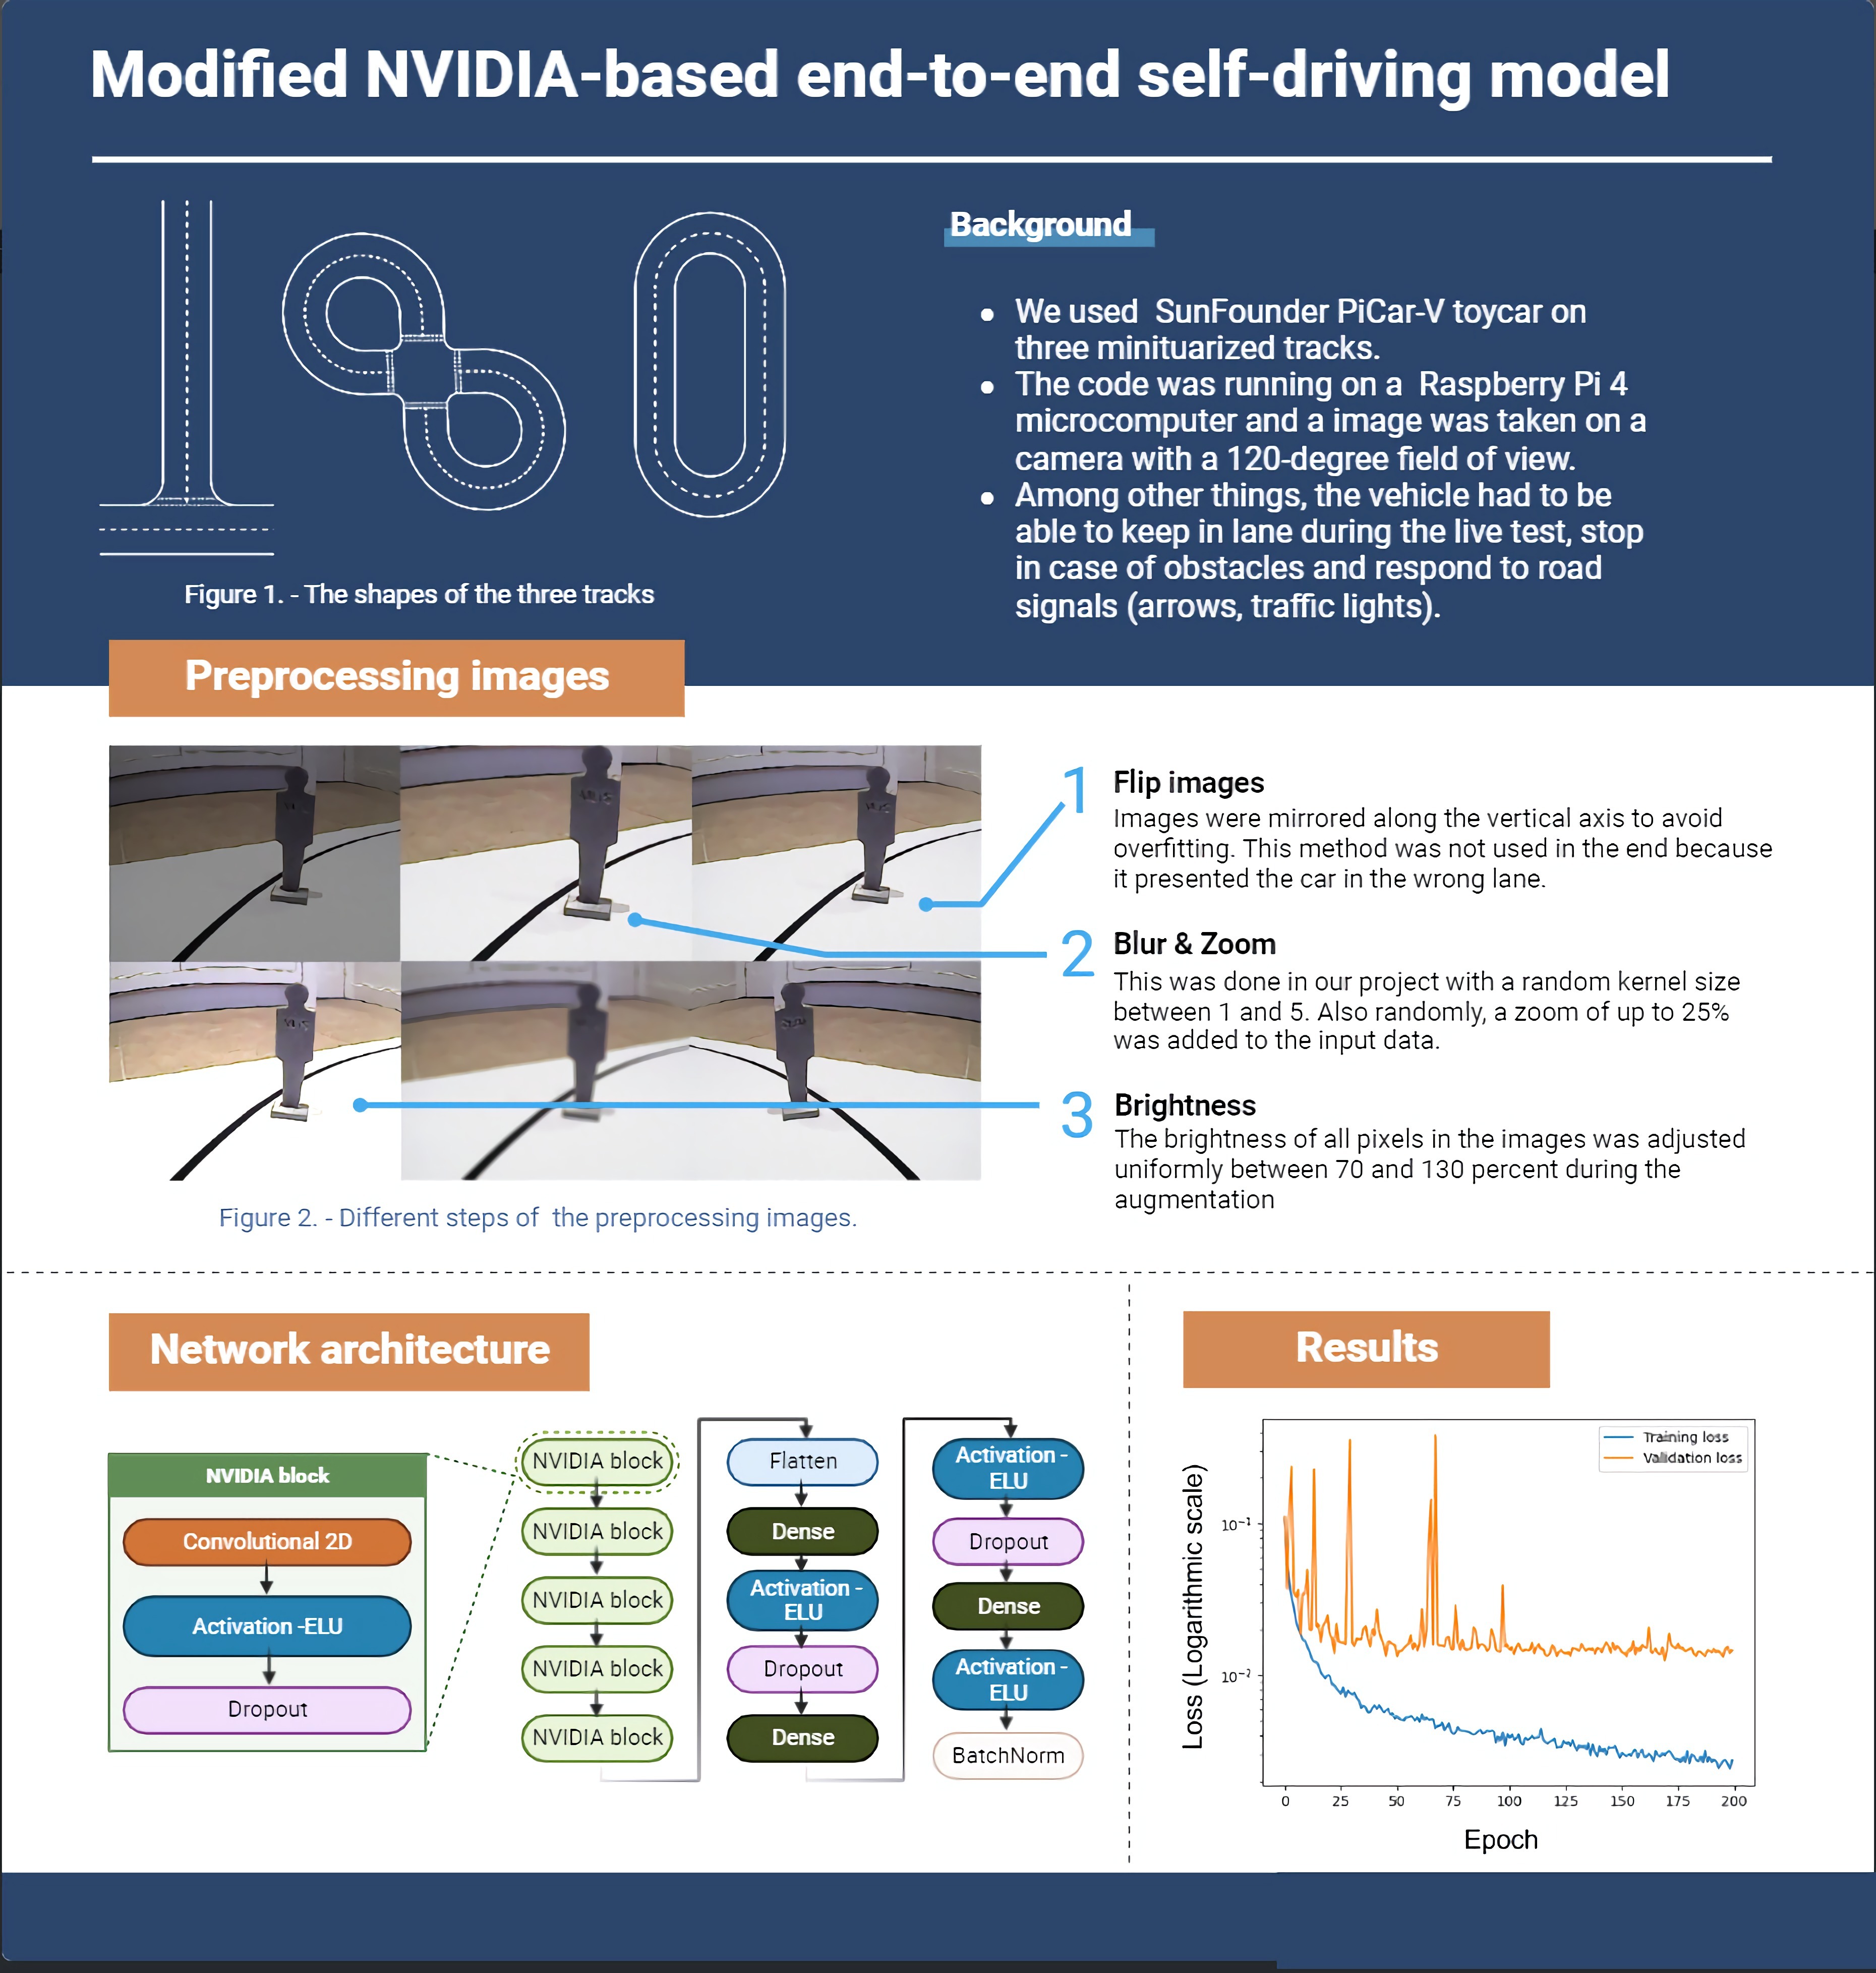 Modified NVIDIA-based end-to-end self-driving model
Background
We used SunFounder PiCar-V toycar on
three minituarized tracks.
The code was running on a Raspberry Pi 4
microcomputer and a image was taken on a
camera with a 120-degree field of view.
Among other things, the vehicle had to be
able to keep in lane during the live test, stop
in case of obstacles and respond to road
signals (arrows, traffic lights).
Figure 1. - The shapes of the three tracks
Preprocessing images
1 Flip images
Images were mirrored along the vertical axis to avoid
overfitting. This method was not used in the end because
it presented the car in the wrong lane.
2 Blur & Zoom
This was done in our project with a random kernel size
between 1 and 5. Also randomly, a zoom of up to 25%
was added to the input data.
3 Brightness
The brightness of all pixels in the images was adjusted
uniformly between 70 and 130 percent during the
augmentation
Figure 2. - Different steps of the preprocessing images.
Network architecture
NVIDIA block
Convolutional 2D
Activation -ELU
Dropout
NVIDIA block
NVIDIA block
NVIDIA block
NVIDIA block
NVIDIA block
Flatten
Dense
Activation -
ELU
Dropout
Dense
Activation -
ELU
Dropout
Dense
Activation -
ELU
BatchNorm
Results
Training loss
Validation loss
Loss (Logarithmic scale)
10⁻¹
10⁻²
0 25 50 75 100 125 150 175 200
Epoch